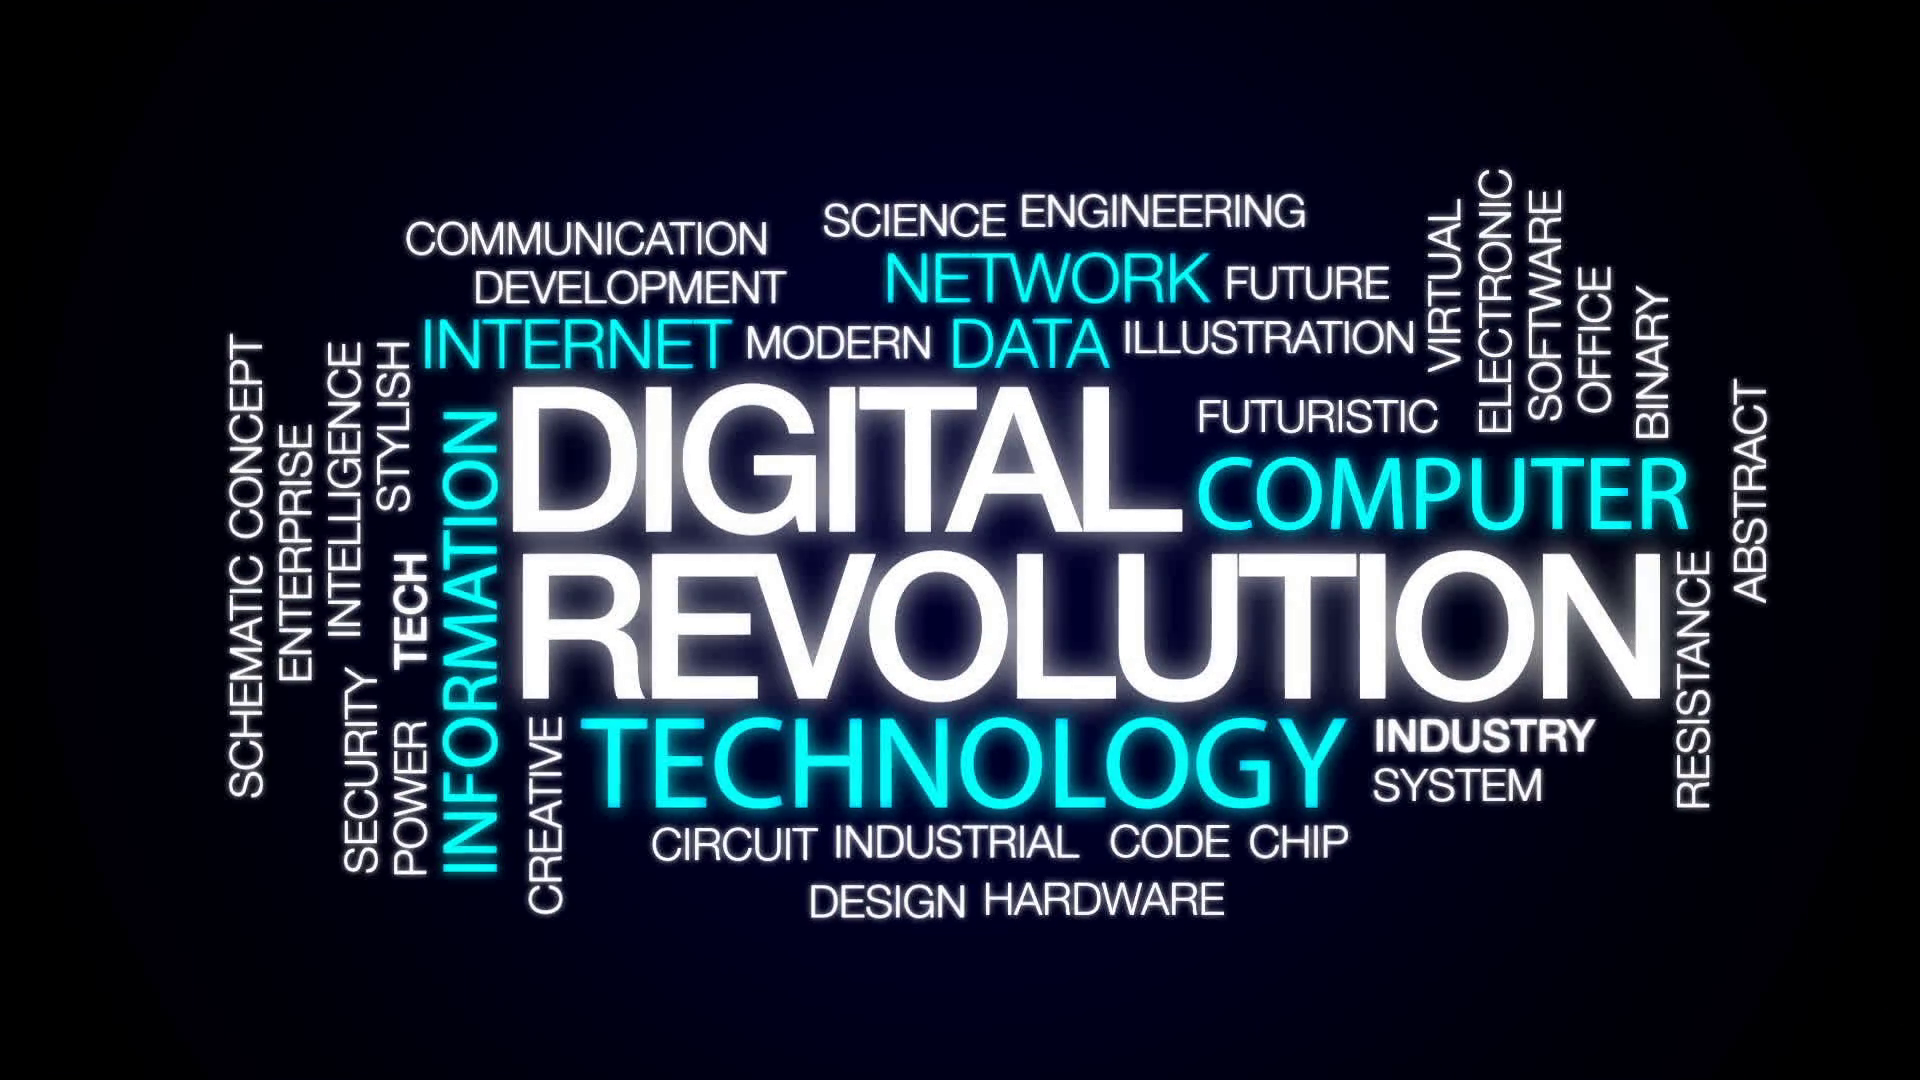 SCIENCE ENGINEERING
COMMUNICATION
NETWORK FUTURE
DEVELOPMENT
INTERNET MODERN DATA ILLUSTRATION
VIRTUAL
ELECTRONIC
SOFTWARE
OFFICE
BINARY
ABSTRACT
SCHEMATIC CONCEPT
ENTERPRISE
INTELLIGENCE
STYLISH
TECH
SECURITY
POWER
INFORMATION
DIGITAL
FUTURISTIC
COMPUTER
REVOLUTION
RESISTANCE
CREATIVE
TECHNOLOGY
INDUSTRY
SYSTEM
CIRCUIT INDUSTRIAL CODE CHIP
DESIGN HARDWARE